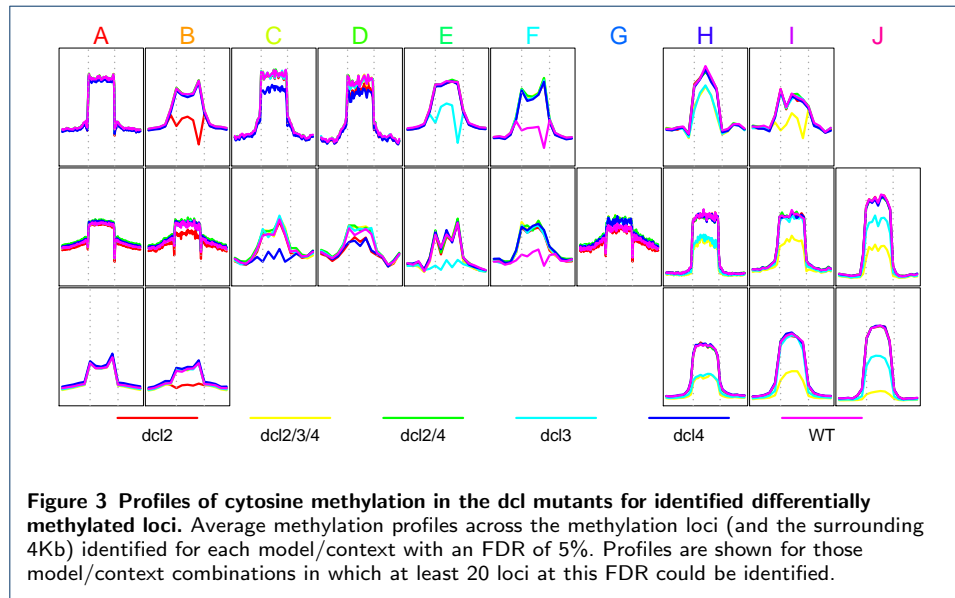 A B C D E F G H I J
dcl2 dcl2/3/4 dcl2/4 dcl3 dcl4 WT
Figure 3 Profiles of cytosine methylation in the dcl mutants for identified differentially
methylated loci. Average methylation profiles across the methylation loci (and the surrounding
4Kb) identified for each model/context with an FDR of 5%. Profiles are shown for those
model/context combinations in which at least 20 loci at this FDR could be identified.